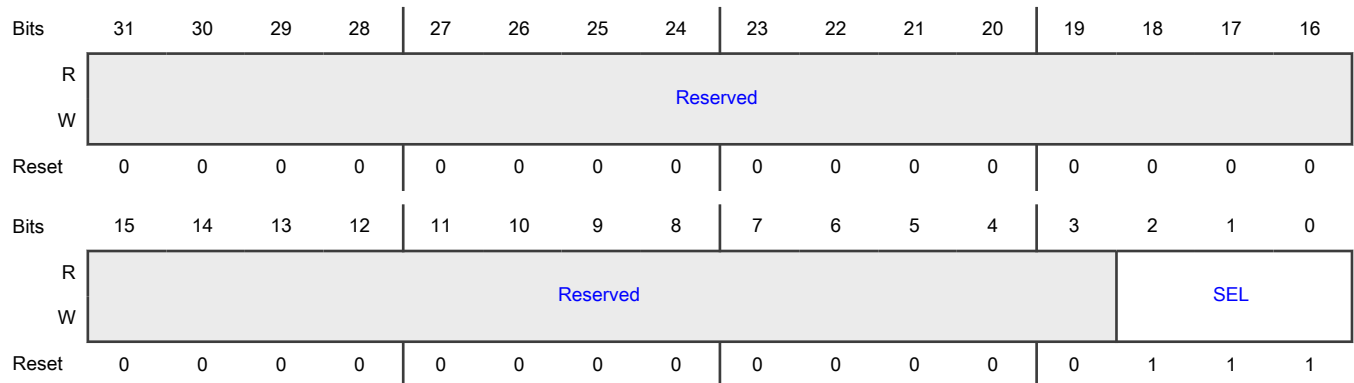 Bits 31 30 29 28 27 26 25 24 23 22 21 20 19 18 17 16
R
Reserved
W
Reset 0 0 0 0 0 0 0 0 0 0 0 0 0 0 0 0
Bits 15 14 13 12 11 10 9 8 7 6 5 4 3 2 1 0
R
Reserved SEL
W
Reset 0 0 0 0 0 0 0 0 0 0 0 0 0 1 1 1